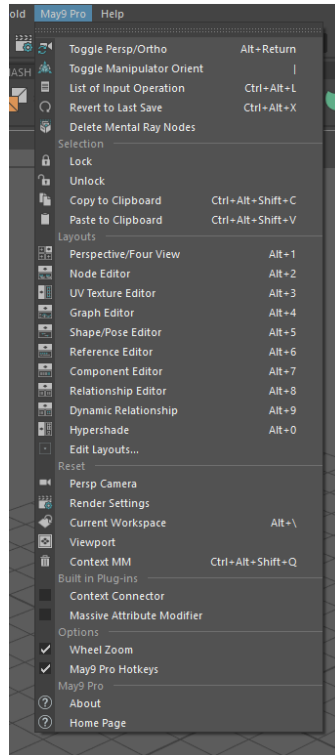 old May9 Pro Help
ASH
Toggle Persp/Ortho Alt+Return
Toggle Manipulator Orient |
List of Input Operation Ctrl+Alt+L
Revert to Last Save Ctrl+Alt+X
Delete Mental Ray Nodes
Selection
Lock
Unlock
Copy to Clipboard Ctrl+Alt+Shift+C
Paste to Clipboard Ctrl+Alt+Shift+V
Layouts
Perspective/Four View Alt+1
Node Editor Alt+2
UV Texture Editor Alt+3
Graph Editor Alt+4
Shape/Pose Editor Alt+5
Reference Editor Alt+6
Component Editor Alt+7
Relationship Editor Alt+8
Dynamic Relationship Alt+9
Hypershade Alt+0
Edit Layouts...
Reset
Persp Camera
Render Settings
Current Workspace Alt+\
Viewport
Context MM Ctrl+Alt+Shift+Q
Built in Plug-ins
Context Connector
Massive Attribute Modifier
Options
Wheel Zoom
May9 Pro Hotkeys
May9 Pro
About
Home Page